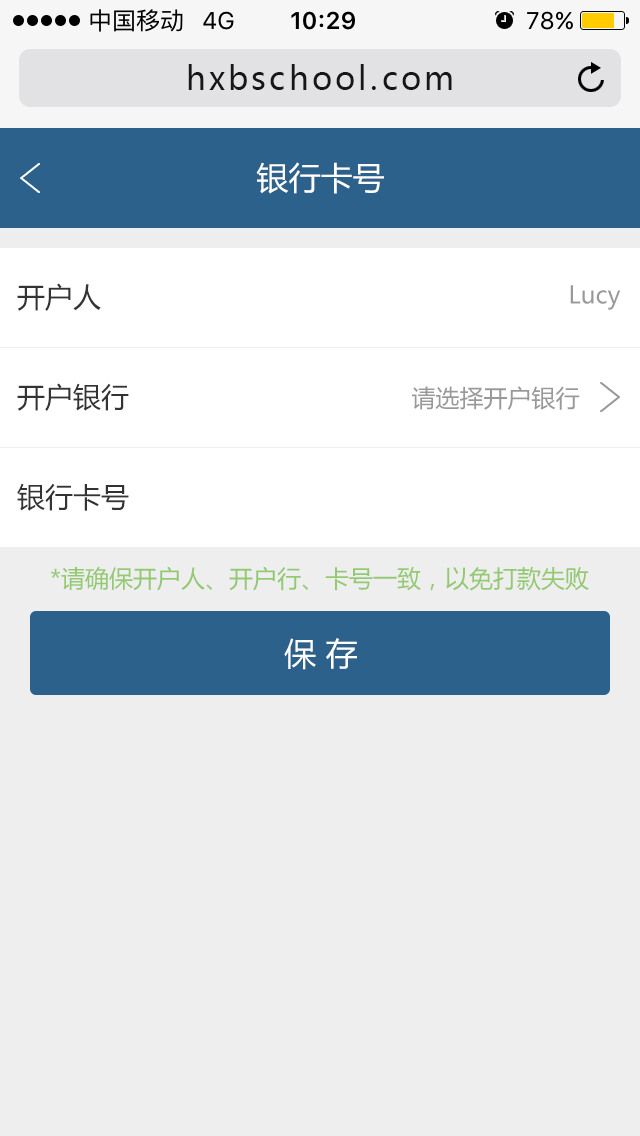 中国移动 4G 10:29 78%
hxbschool.com
银行卡号
开户人 Lucy
开户银行 请选择开户银行
银行卡号
*请确保开户人、开户行、卡号一致，以免打款失败
保 存